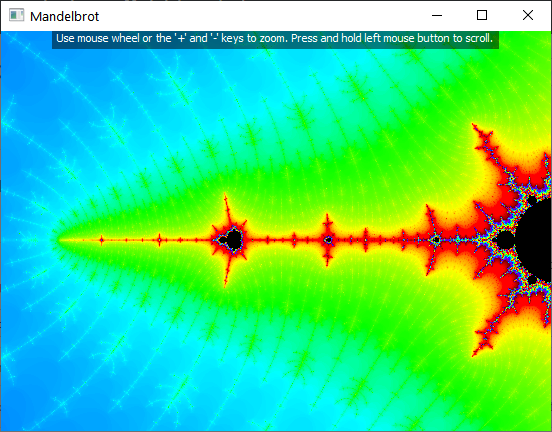 Mandelbrot
Use mouse wheel or the '+' and '-' keys to zoom. Press and hold left mouse button to scroll.